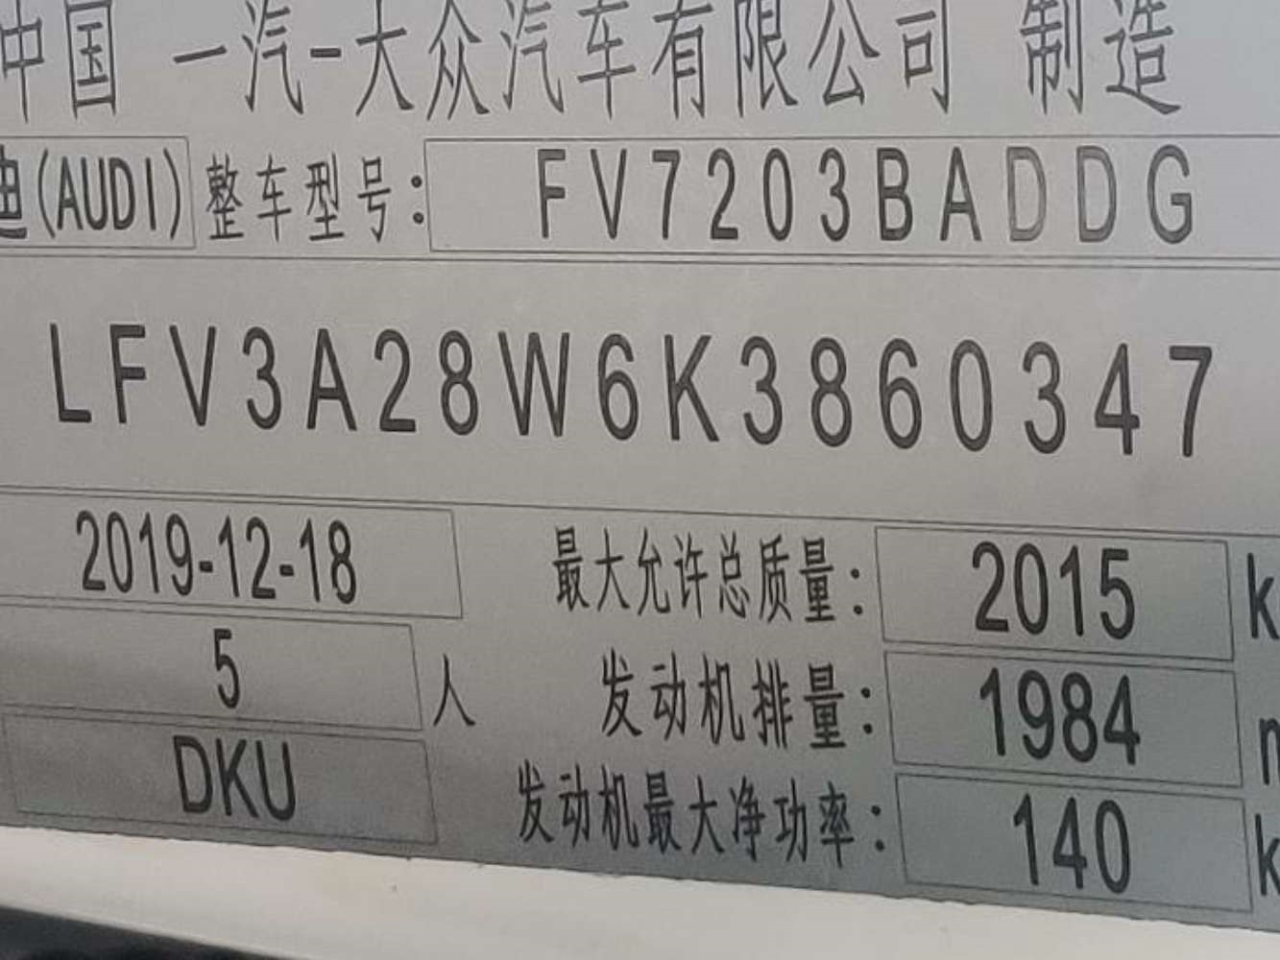 中国 一汽-大众汽车有限公司 制造
迪(AUDI) 整车型号: FV7203BADDG
LFV3A28W6K3860347
2019-12-18 最大允许总质量: 2015 k
5 人 发动机排量: 1984
DKU 发动机最大净功率: 140 k